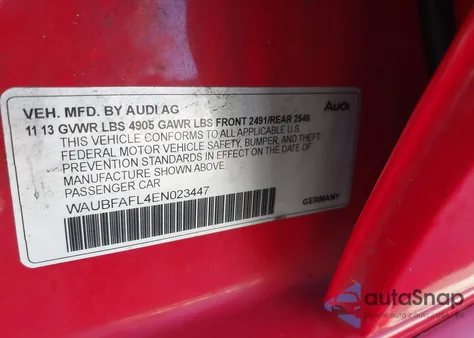 VEH. MFD. BY AUDI AG
Audi
11 13 GVWR LBS 4905 GAWR LBS FRONT 2491/REAR 2546
THIS VEHICLE CONFORMS TO ALL APPLICABLE U.S.
FEDERAL MOTOR VEHICLE SAFETY, BUMPER, AND THEFT
PREVENTION STANDARDS IN EFFECT ON THE DATE OF
MANUFACTURE SHOWN ABOVE.
PASSENGER CAR
WAUBFAFL4EN023447
GERMANY
autoSnap